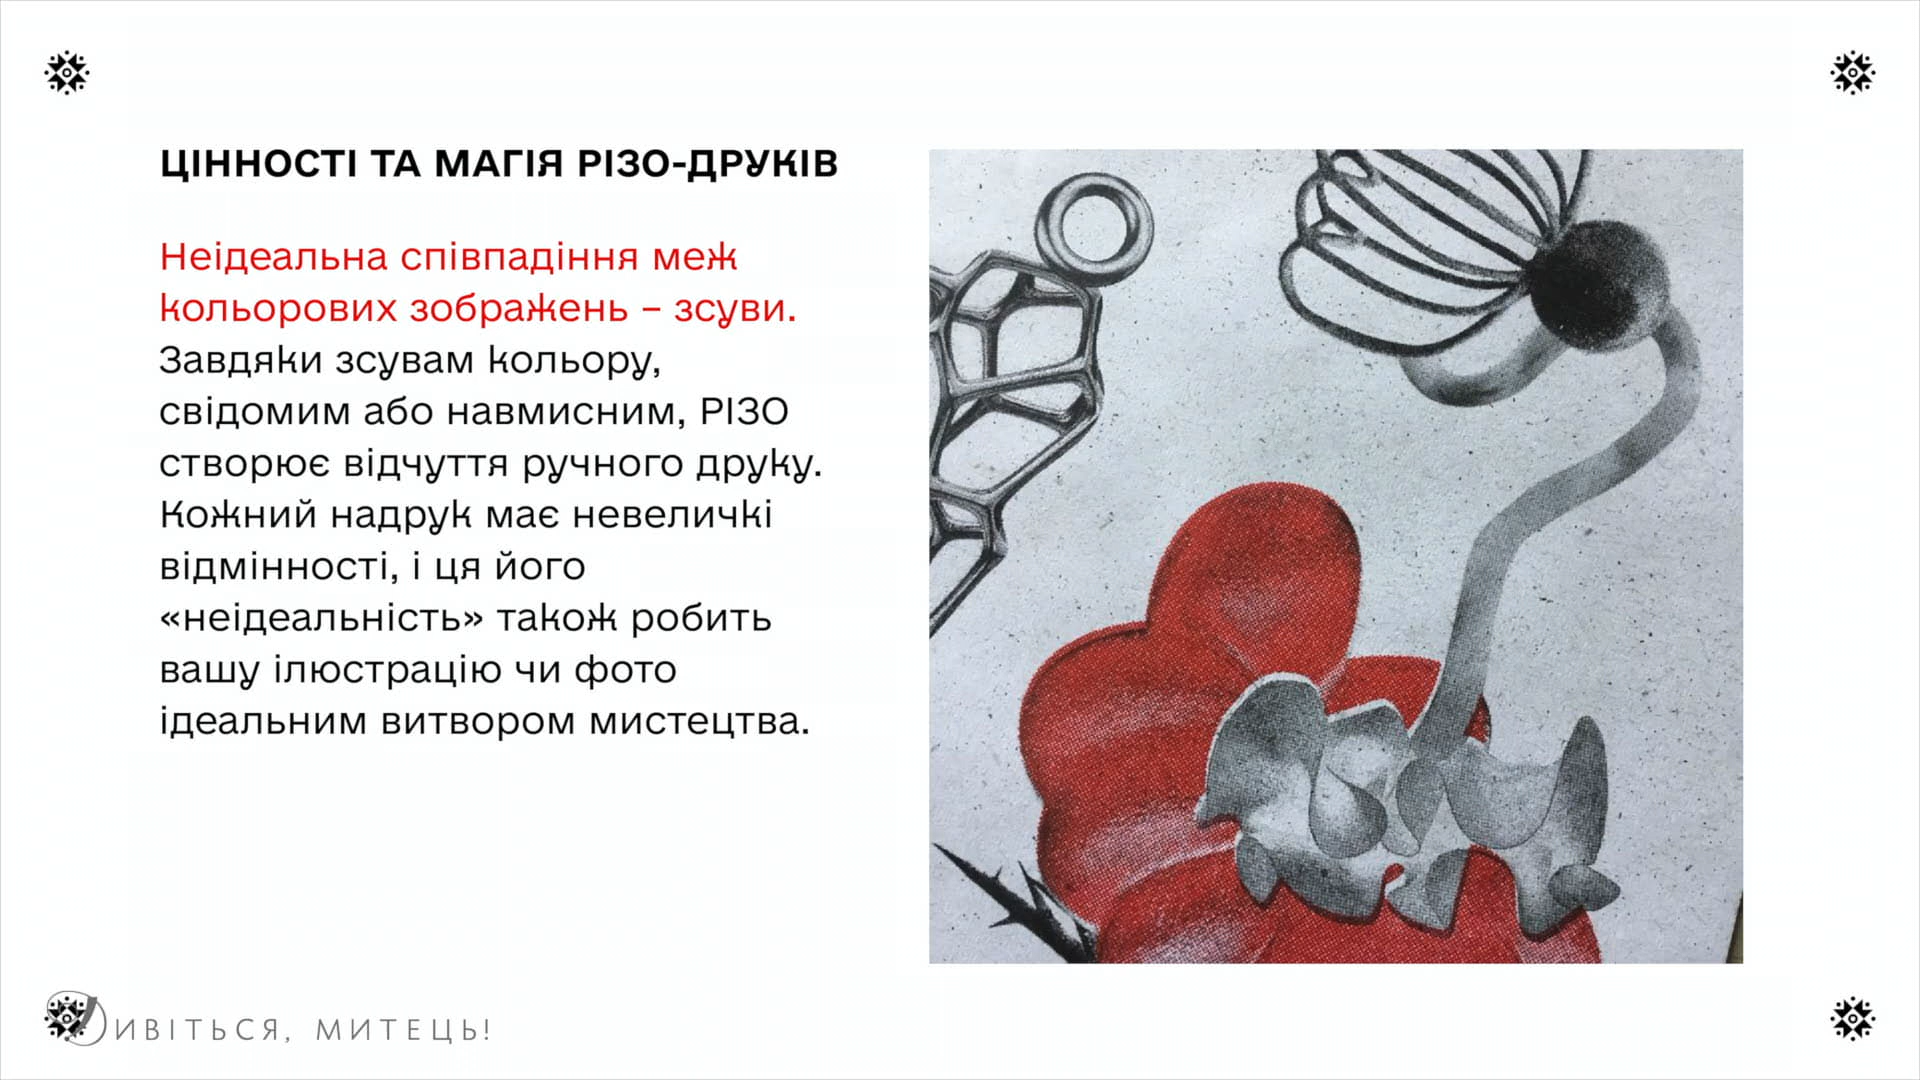 ЦІННОСТІ ТА МАГІЯ РІЗО-ДРУКІВ
Неідеальна співпадіння меж
кольорових зображень – зсуви.
Завдяки зсувам кольору,
свідомим або навмисним, РІЗО
створює відчуття ручного друку.
Кожний надрук має невеличкі
відмінності, і ця його
«неідеальність» також робить
вашу ілюстрацію чи фото
ідеальним витвором мистецтва.
ДИВІТЬСЯ, МИТЕЦЬ!